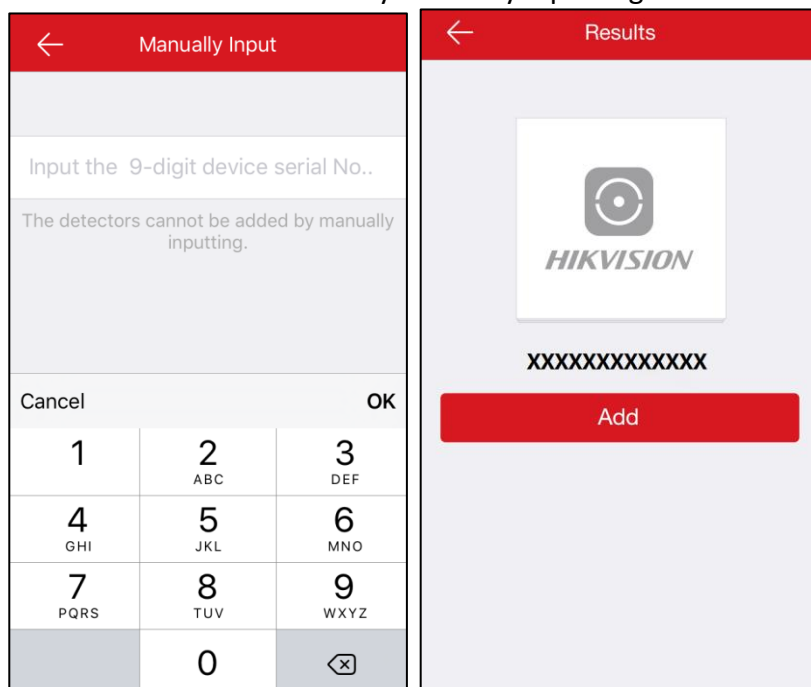 Manually Input
Input the 9-digit device serial No..
The detectors cannot be added by manually
inputting.
Cancel OK
1 2 3
ABC DEF
4 5 6
GHI JKL MNO
7 8 9
PQRS TUV WXYZ
0
Results
HIKVISION
XXXXXXXXXXXXX
Add